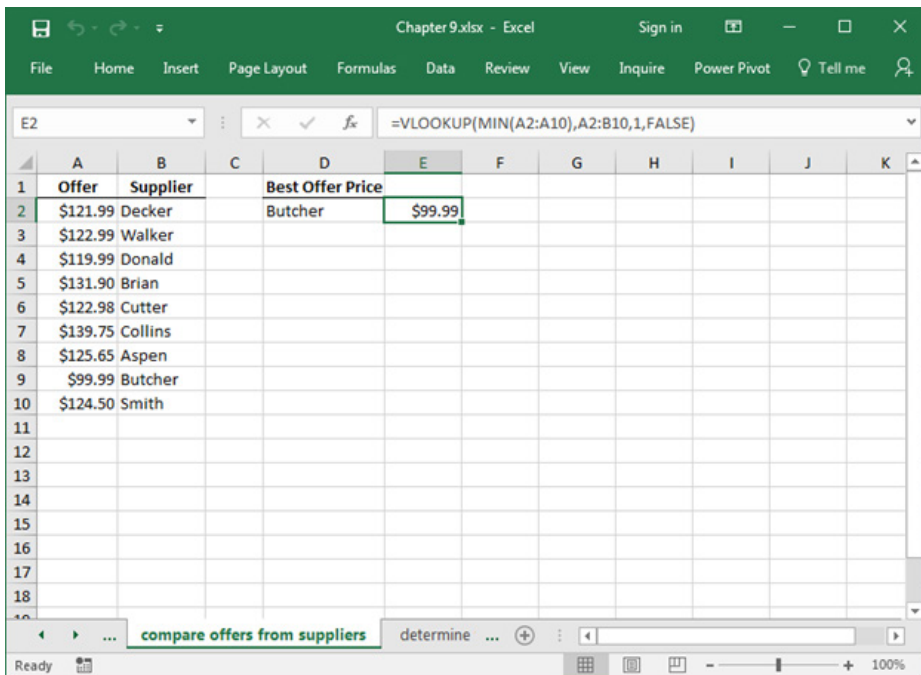 Chapter 9.xlsx - Excel Sign in
File Home Insert Page Layout Formulas Data Review View Inquire Power Pivot Tell me
E2 fx =VLOOKUP(MIN(A2:A10),A2:B10,1,FALSE)
A B C D E F G H I J K
1 Offer Supplier Best Offer Price
2 $121.99 Decker Butcher $99.99
3 $122.99 Walker
4 $119.99 Donald
5 $131.90 Brian
6 $122.98 Cutter
7 $139.75 Collins
8 $125.65 Aspen
9 $99.99 Butcher
10 $124.50 Smith
11
12
13
14
15
16
17
18
... compare offers from suppliers determine ...
Ready 100%